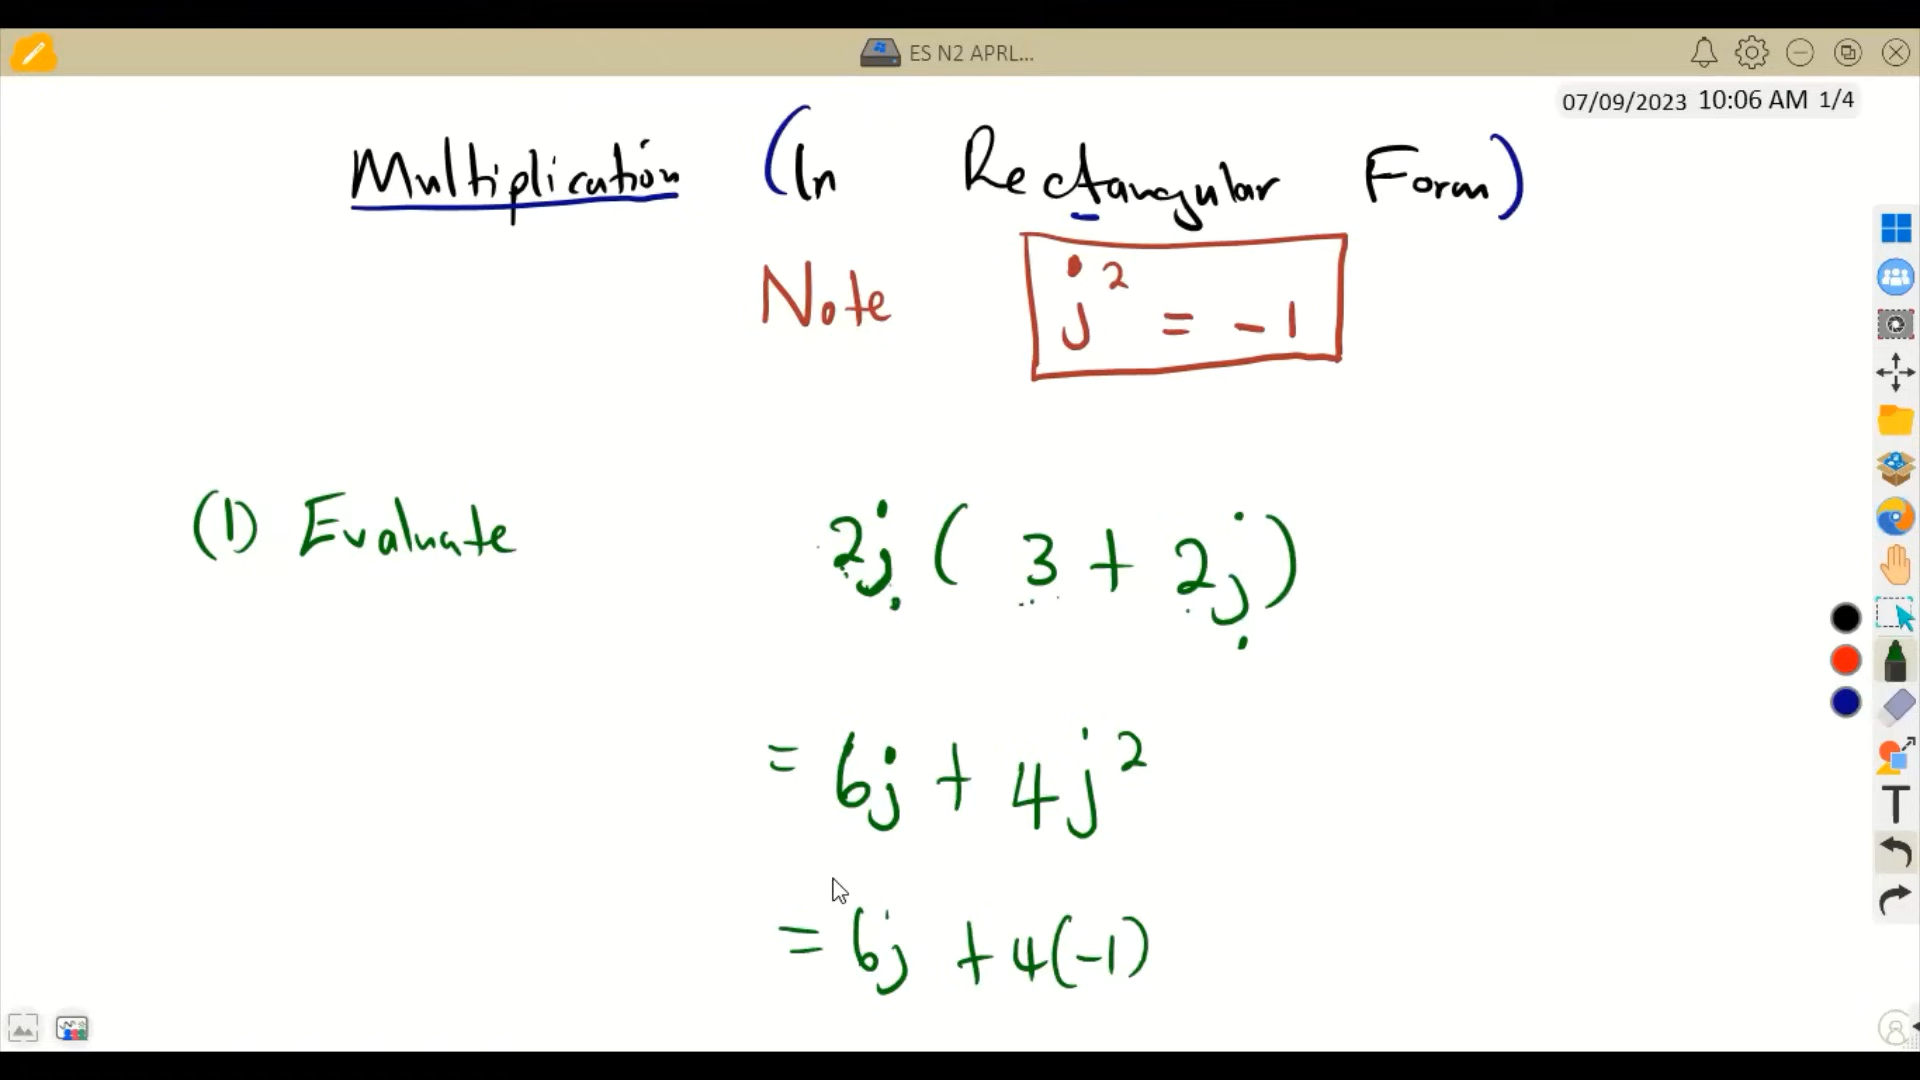 ES N2 APRL...
07/09/2023 10:06 AM 1/4
Multiplication (In Rectangular Form)
Note j² = -1
(1) Evaluate 2j ( 3 + 2j )
= 6j + 4j²
= 6j + 4(-1)
T